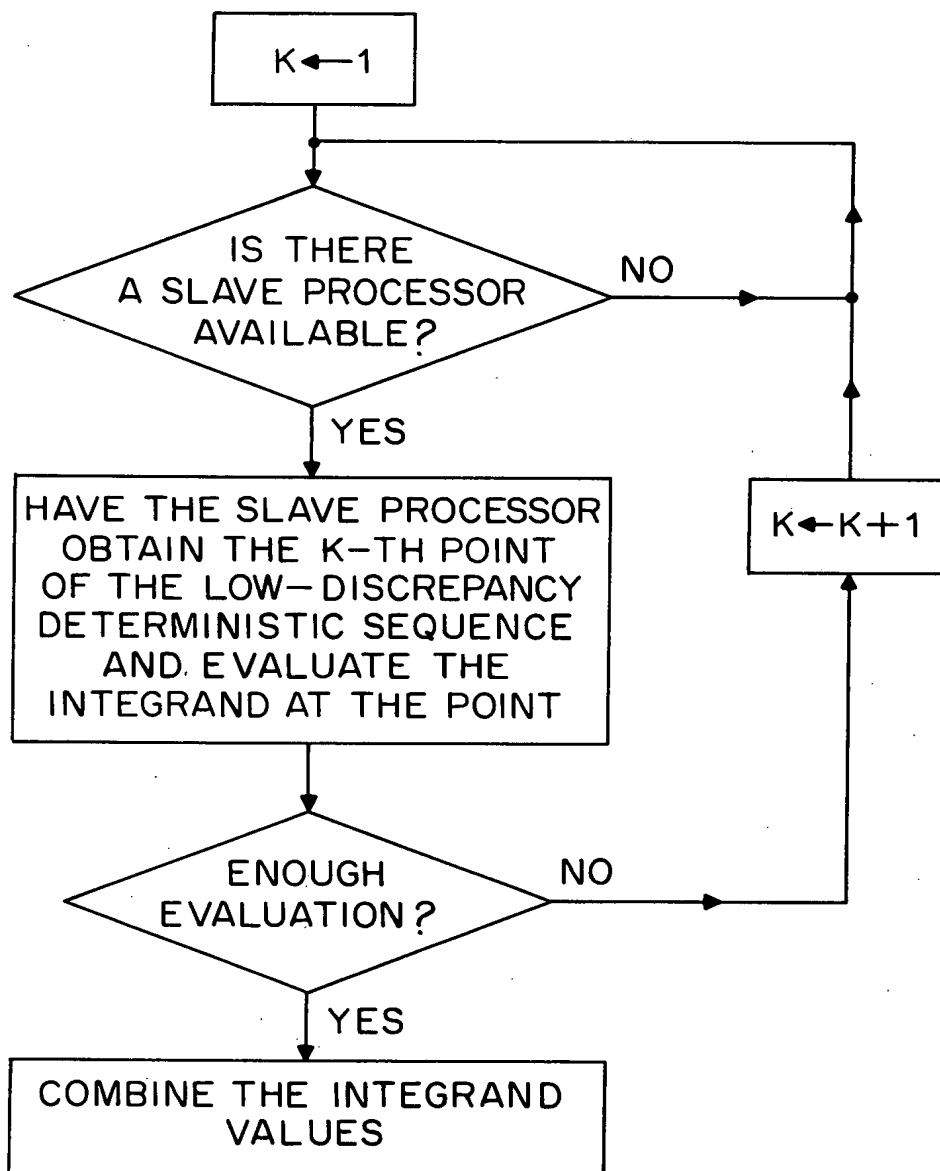 K←1
IS THERE
A SLAVE PROCESSOR
AVAILABLE?
NO
YES
HAVE THE SLAVE PROCESSOR
OBTAIN THE K-TH POINT
OF THE LOW-DISCREPANCY
DETERMINISTIC SEQUENCE
AND EVALUATE THE
INTEGRAND AT THE POINT
K←K+1
ENOUGH
EVALUATION?
NO
YES
COMBINE THE INTEGRAND
VALUES